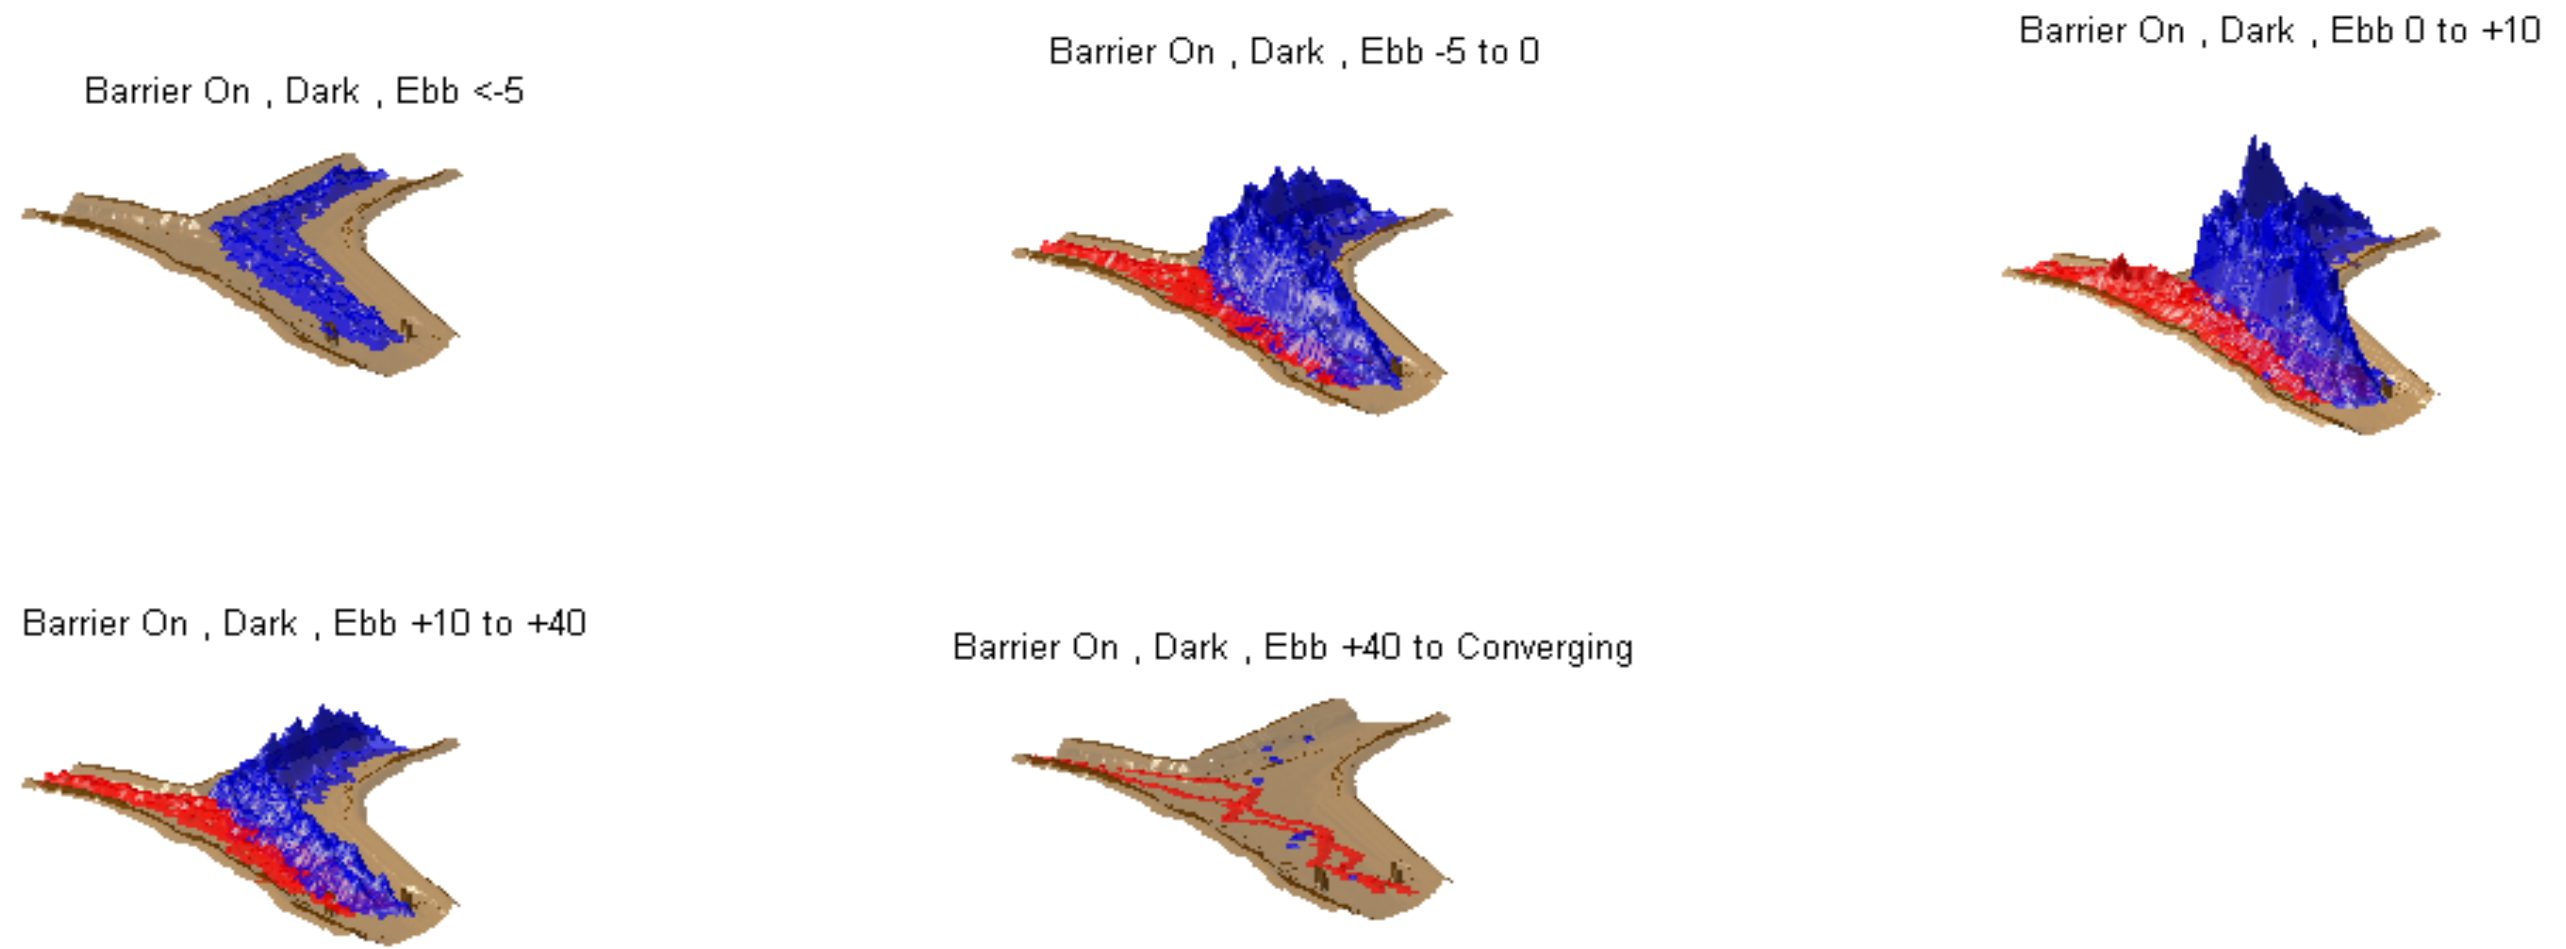 Barrier On , Dark , Ebb <-5
Barrier On , Dark , Ebb -5 to 0
Barrier On , Dark , Ebb 0 to +10
Barrier On , Dark , Ebb +10 to +40
Barrier On , Dark , Ebb +40 to Converging